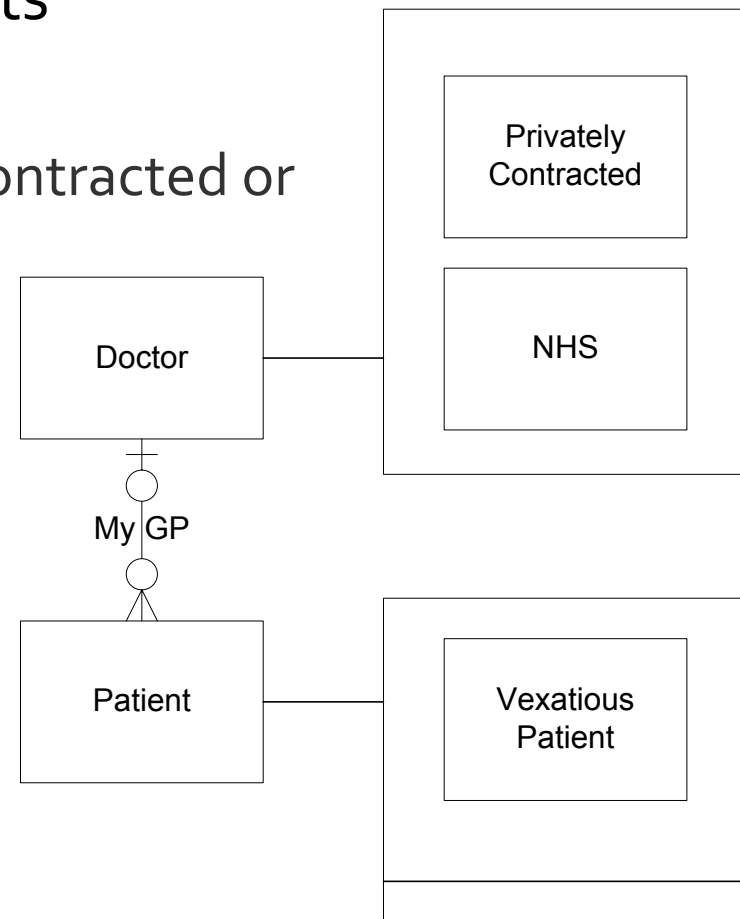 ts
ontracted or
Privately
Contracted
Doctor
NHS
My GP
Patient
Vexatious
Patient